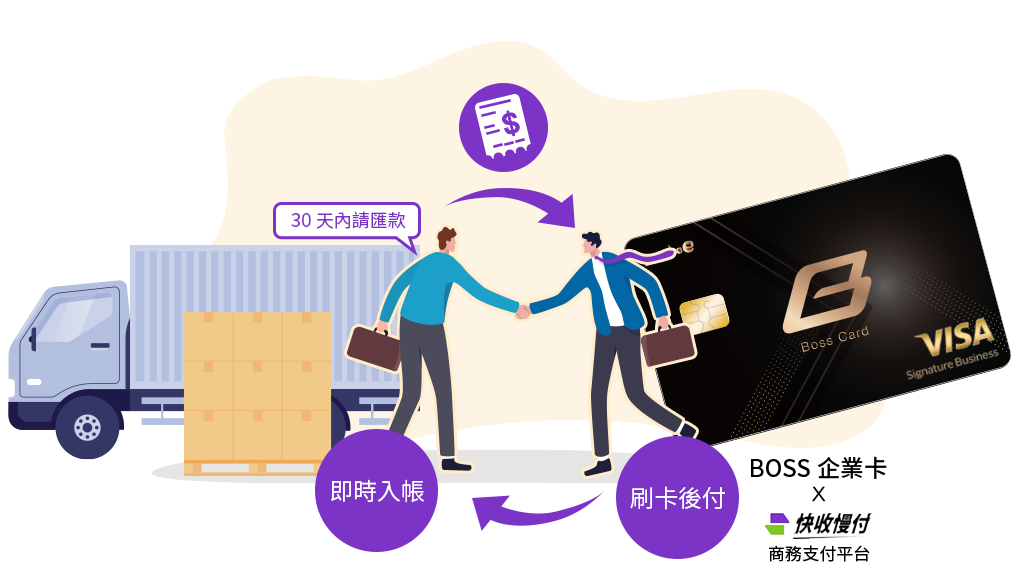 $
30 天內請匯款
Boss Card
VISA
Signature Business
即時入帳
刷卡後付
BOSS 企業卡
X
快收慢付
商務支付平台